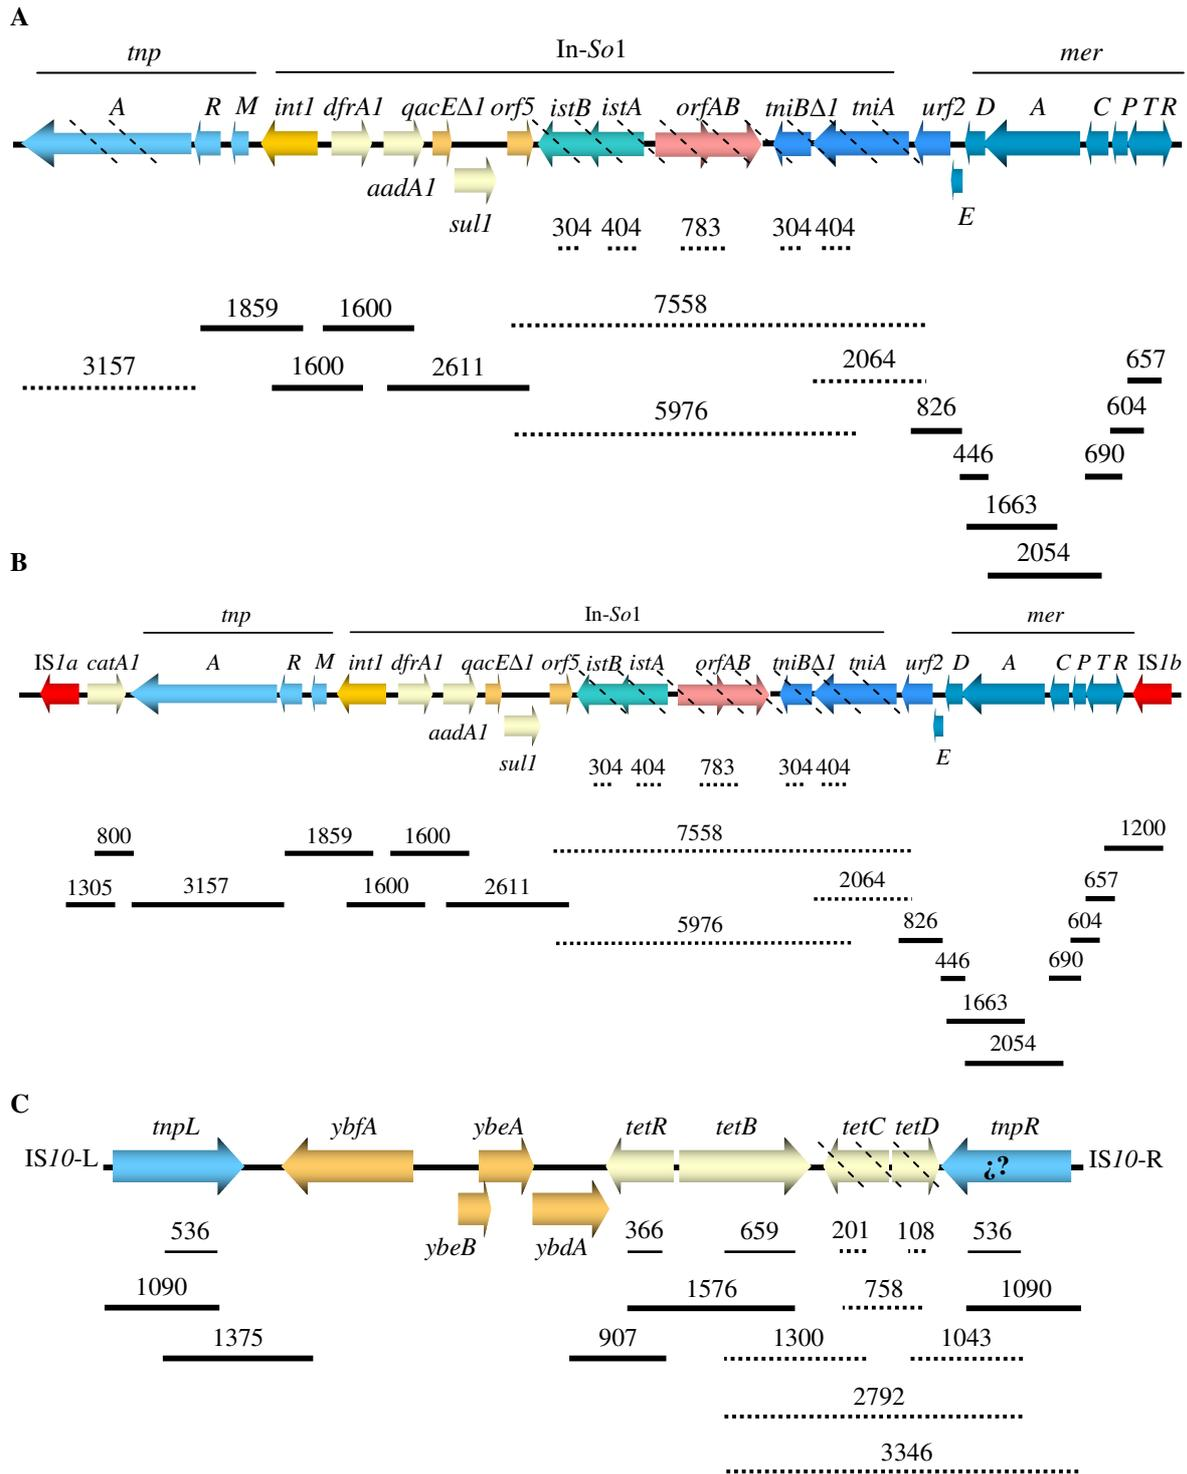 A
tnp In-So1 mer
A R M int1 dfrA1 qacEΔ1 orf5 istB istA orfAB tniBΔ1 tniA urf2 D A C P T R
aadA1
sul1
E
304 404 783 304 404
1859 1600 7558
3157 1600 2611 2064 657
5976 826 604
446 690
1663
2054
B
tnp In-So1 mer
IS1a catA1 A R M int1 dfrA1 qacEΔ1 orf5 istB istA orfAB tniBΔ1 tniA urf2 D A C P T R IS1b
aadA1
sul1
E
304 404 783 304 404
800 1859 1600 7558 1200
1305 3157 1600 2611 2064 657
5976 826 604
446 690
1663
2054
C
tnpL ybfA ybeA tetR tetB tetC tetD tnpR
IS10-L ¿? IS10-R
ybeB ybdA
536 366 659 201 108 536
1090 1576 758 1090
1375 907 1300 1043
2792
3346